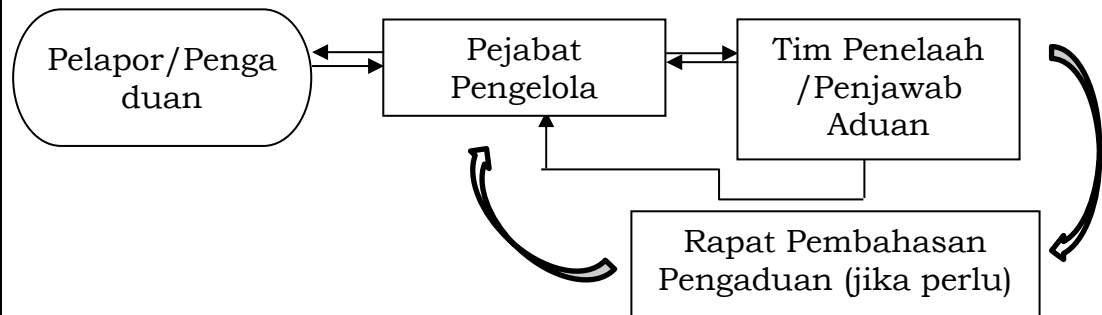 Pelapor/Penga
duan
Pejabat
Pengelola
Tim Penelaah
/Penjawab
Aduan
Rapat Pembahasan
Pengaduan (jika perlu)